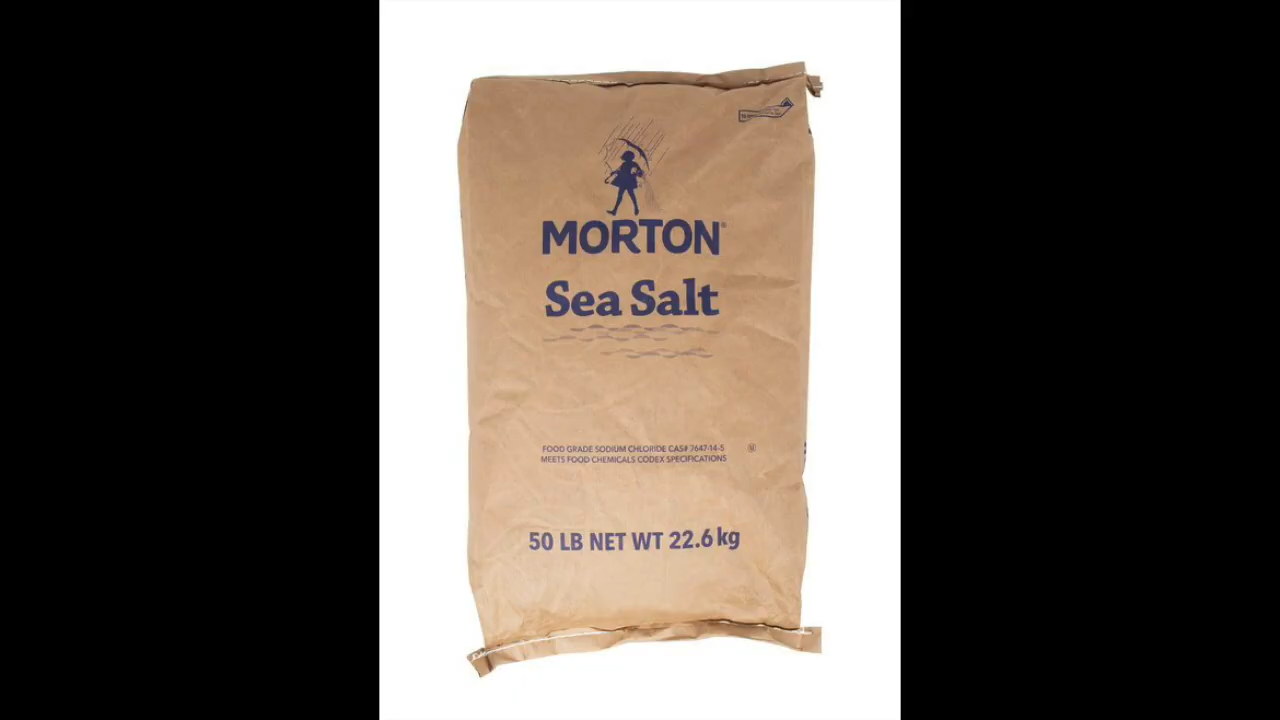 MORTON®
Sea Salt
FOOD GRADE SODIUM CHLORIDE CAS# 7647-14-5
MEETS FOOD CHEMICALS CODEX SPECIFICATIONS
50 LB NET WT 22.6 kg